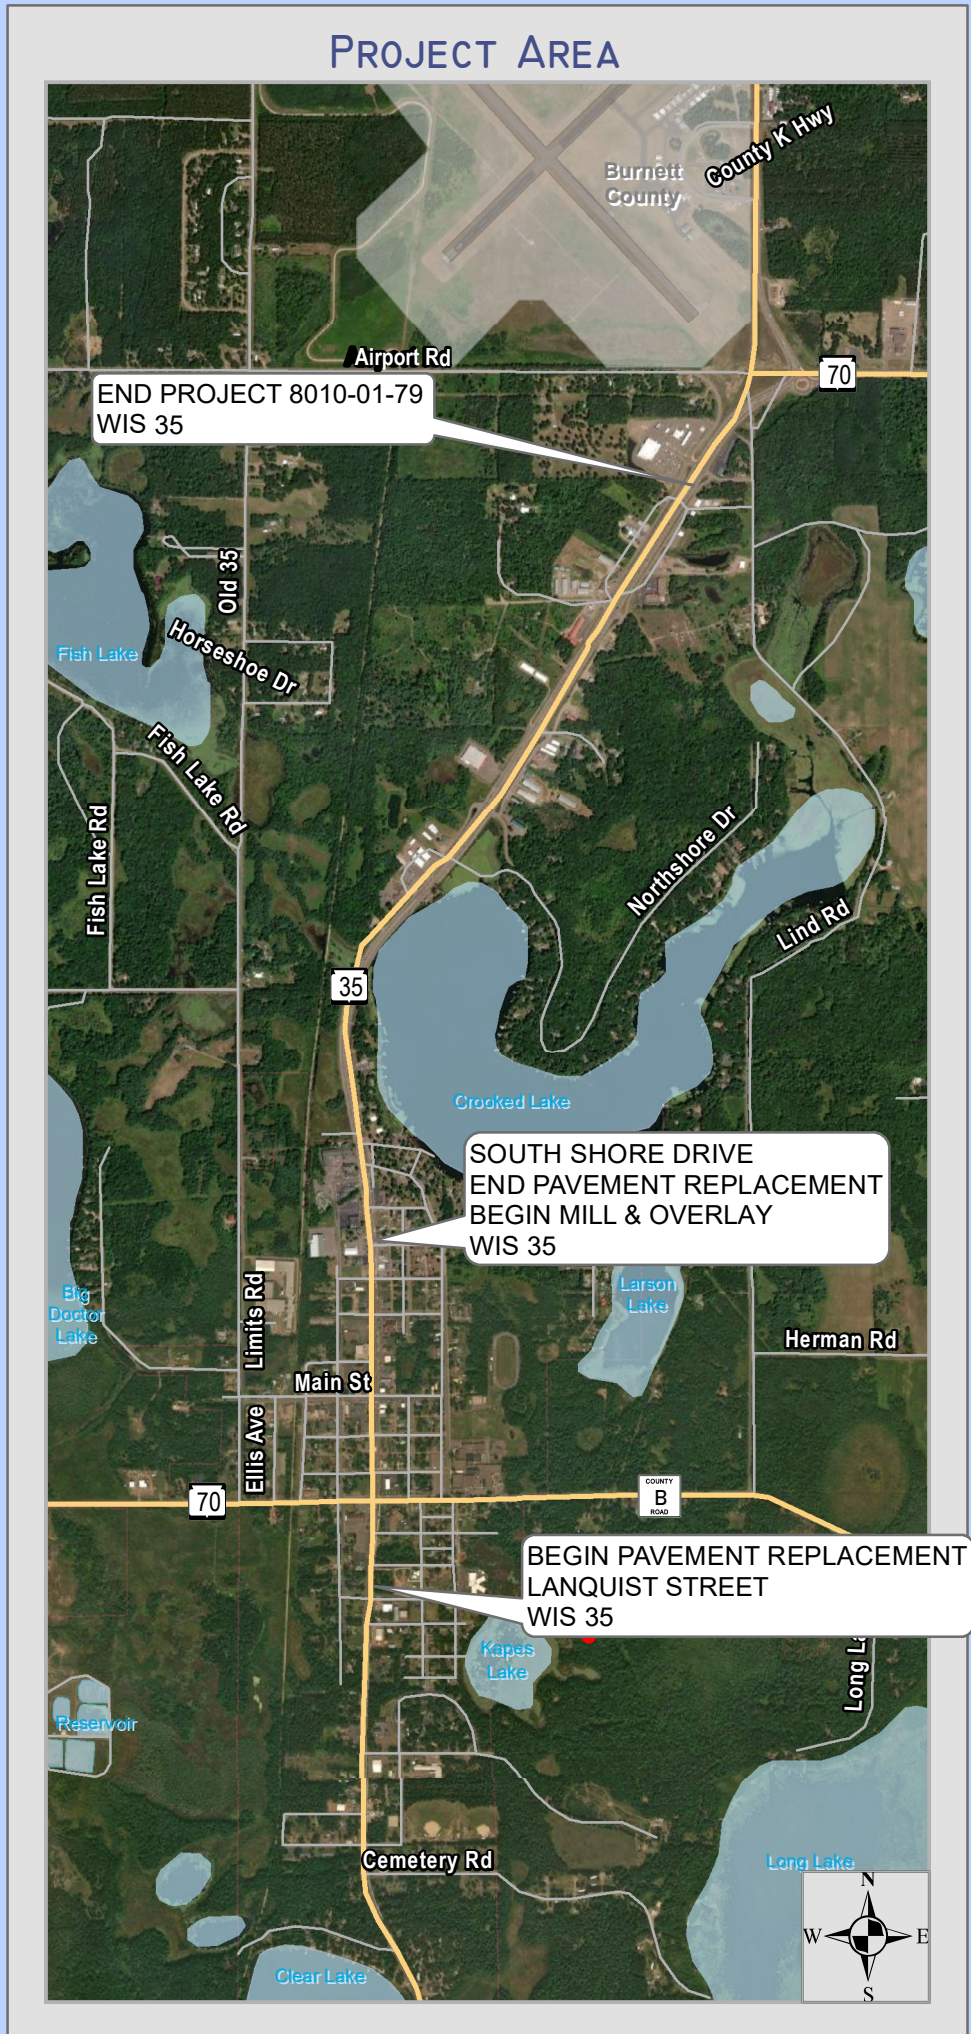 PROJECT AREA
County K Hwy
Burnett
County
Airport Rd
70
END PROJECT 8010-01-79
WIS 35
Old 35
Horseshoe Dr
Fish Lake
Fish Lake Rd
Fish Lake Rd
Northshore Dr
Lind Rd
35
Crooked Lake
SOUTH SHORE DRIVE
END PAVEMENT REPLACEMENT
BEGIN MILL & OVERLAY
WIS 35
Big
Doctor
Lake
Limits Rd
Larson
Lake
Herman Rd
Main St
Ellis Ave
70
COUNTY
B
ROAD
BEGIN PAVEMENT REPLACEMENT
LANQUIST STREET
WIS 35
Kapes
Lake
Long
Reservoir
Cemetery Rd
Long Lake
Clear Lake
N
W
E
S